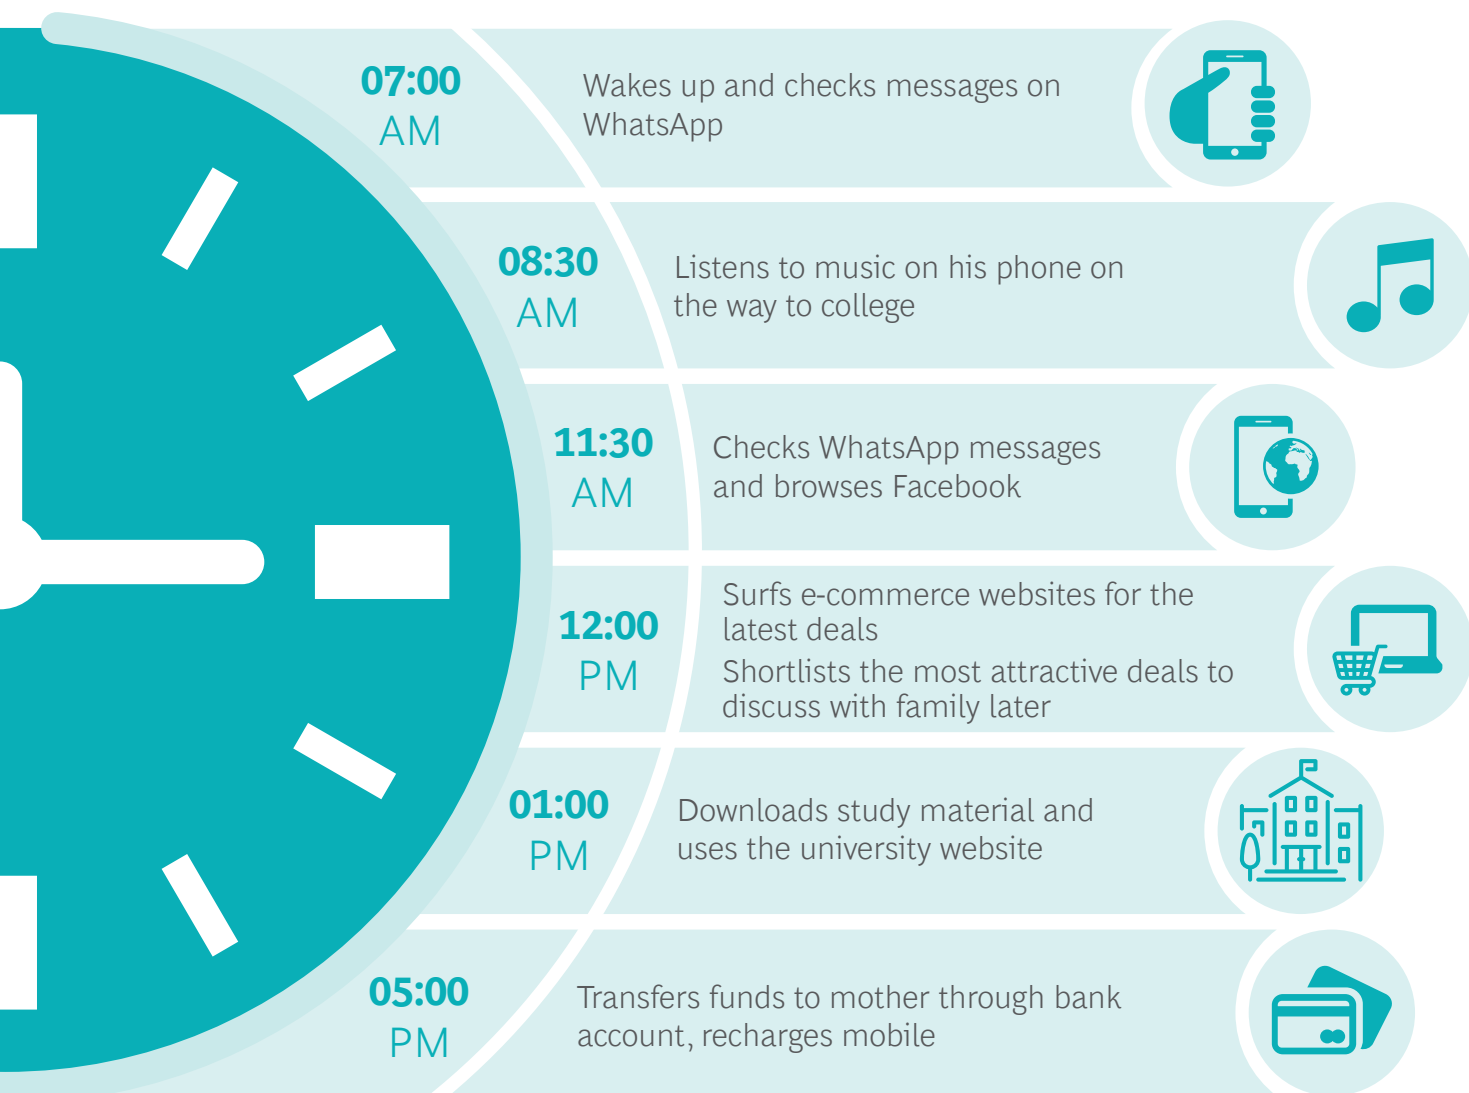 07:00
AM
Wakes up and checks messages on
WhatsApp
08:30
AM
Listens to music on his phone on
the way to college
11:30
AM
Checks WhatsApp messages
and browses Facebook
12:00
PM
Surfs e-commerce websites for the
latest deals
Shortlists the most attractive deals to
discuss with family later
01:00
PM
Downloads study material and
uses the university website
05:00
PM
Transfers funds to mother through bank
account, recharges mobile